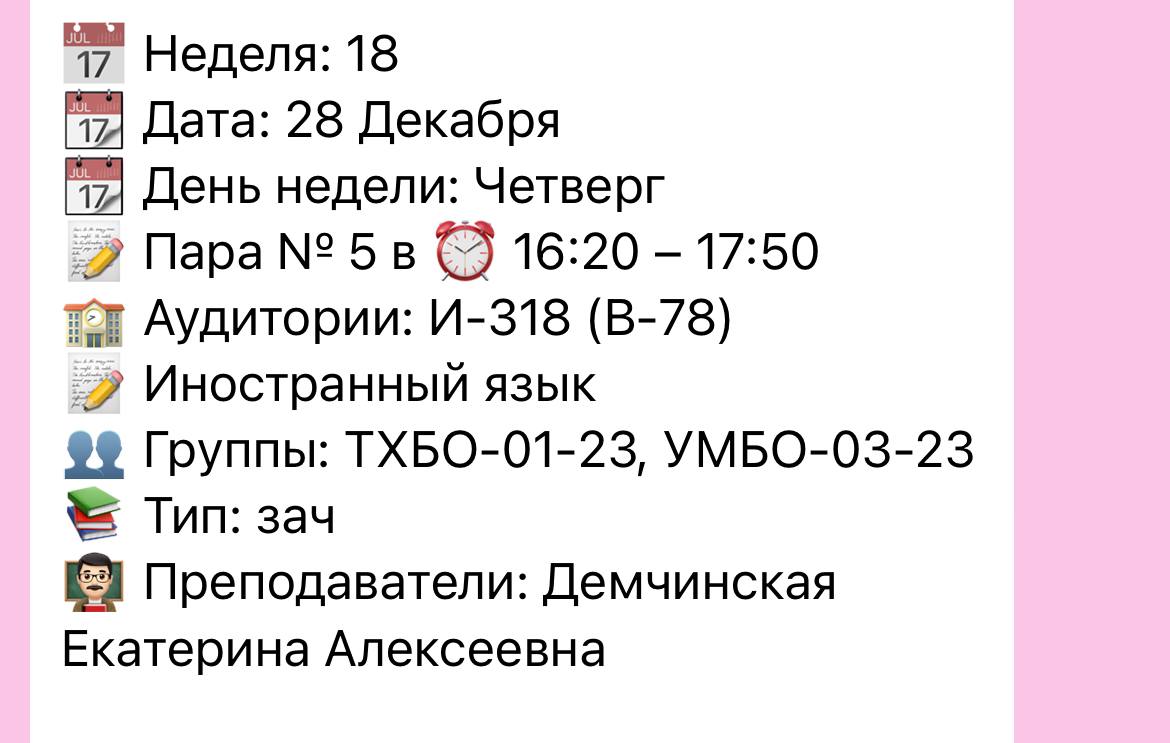 📅 Неделя: 18
📆 Дата: 28 Декабря
📆 День недели: Четверг
📝 Пара № 5 в ⏰ 16:20 – 17:50
🏫 Аудитории: И-318 (В-78)
📝 Иностранный язык
👥 Группы: ТХБО-01-23, УМБО-03-23
📚 Тип: зач
👨🏻‍🏫 Преподаватели: Демчинская
Екатерина Алексеевна